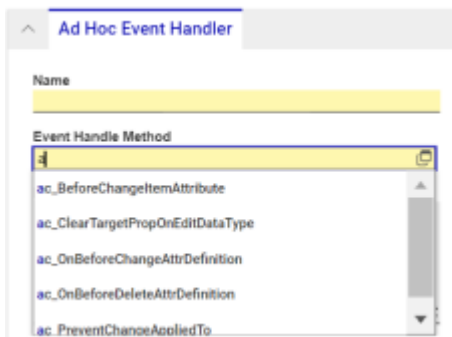 Ad Hoc Event Handler
Name
Event Handle Method
a
ac_BeforeChangeItemAttribute
ac_ClearTargetPropOnEditDataType
ac_OnBeforeChangeAttrDefinition
ac_OnBeforeDeleteAttrDefinition
ac_PreventChangeAppliedTo